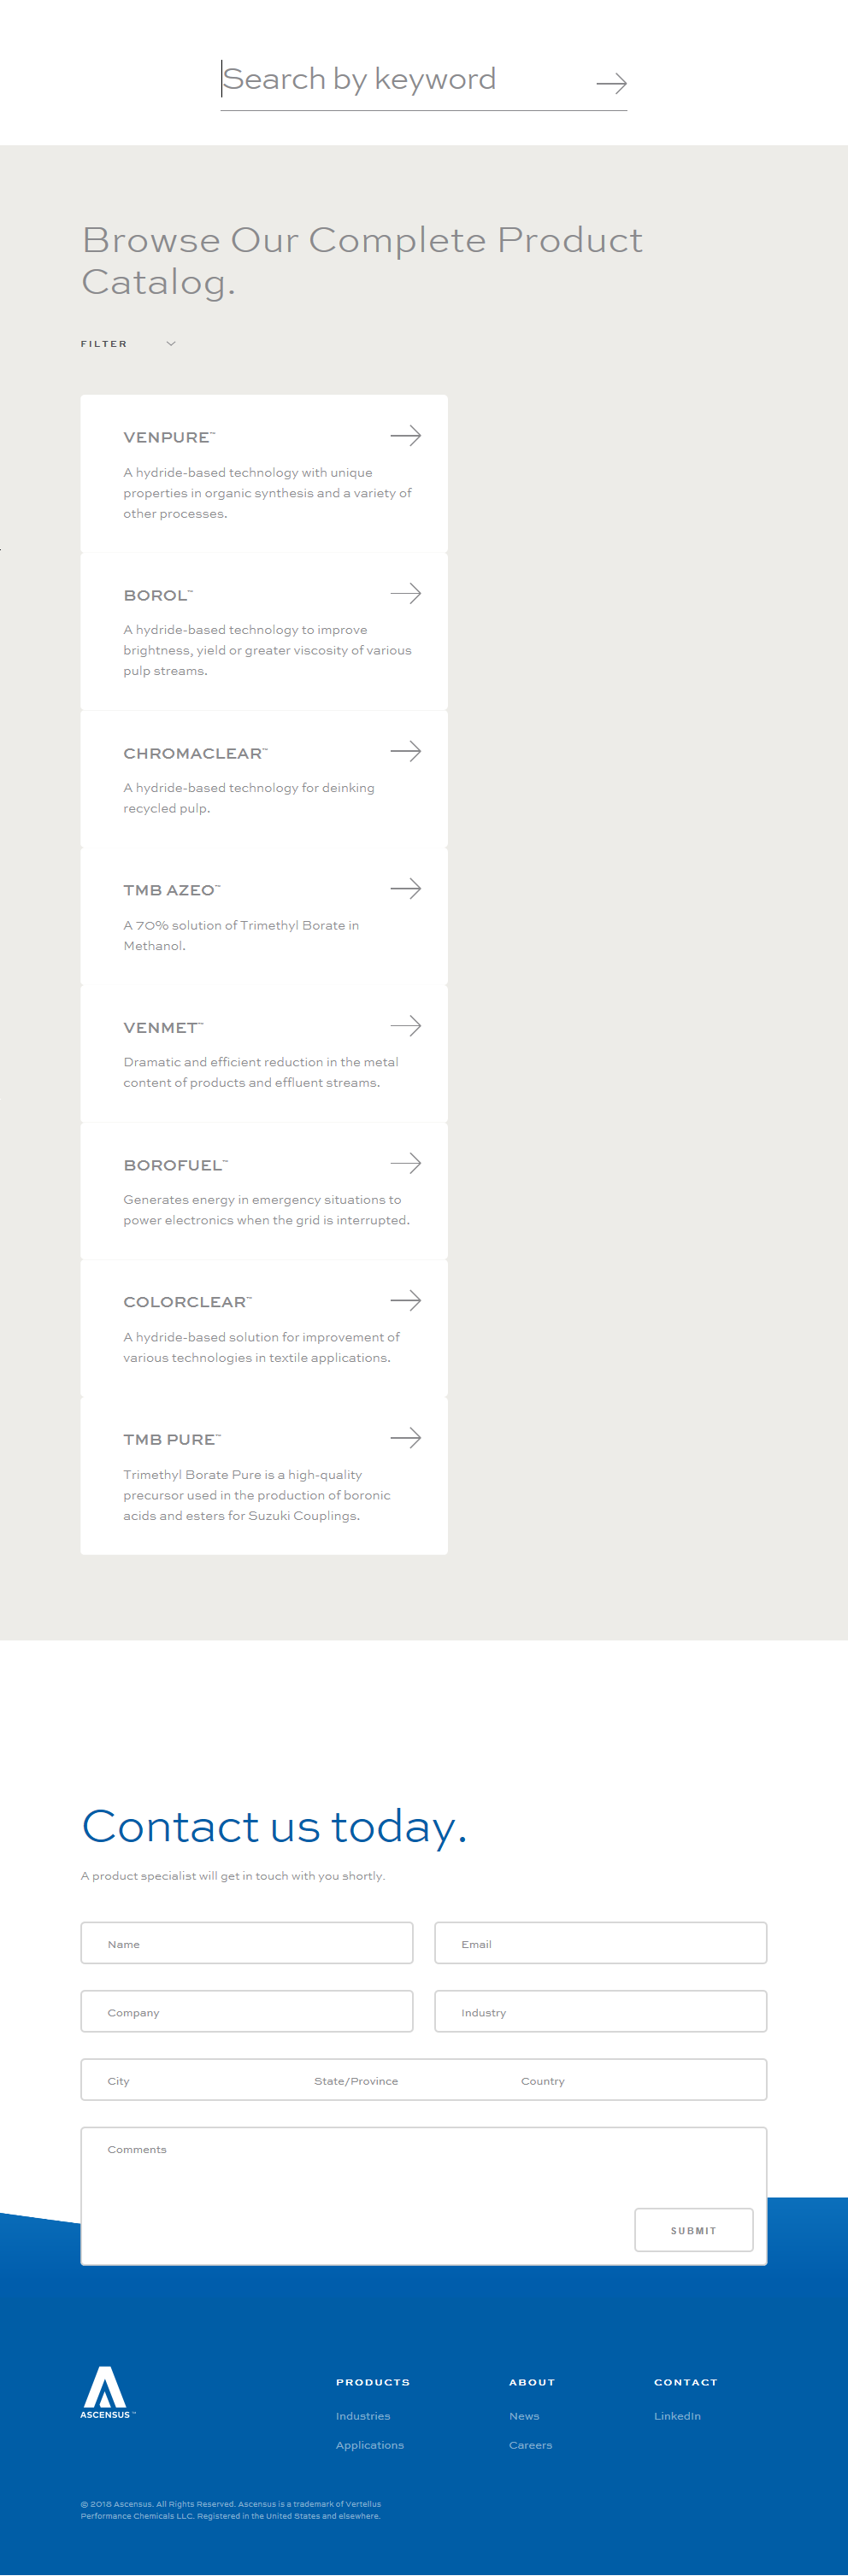 Search by keyword
Browse Our Complete Product
Catalog.
FILTER
VENPURE™
A hydride-based technology with unique
properties in organic synthesis and a variety of
other processes.
BOROL™
A hydride-based technology to improve
brightness, yield or greater viscosity of various
pulp streams.
CHROMACLEAR™
A hydride-based technology for deinking
recycled pulp.
TMB AZEO™
A 70% solution of Trimethyl Borate in
Methanol.
VENMET™
Dramatic and efficient reduction in the metal
content of products and effluent streams.
BOROFUEL™
Generates energy in emergency situations to
power electronics when the grid is interrupted.
COLORCLEAR™
A hydride-based solution for improvement of
various technologies in textile applications.
TMB PURE™
Trimethyl Borate Pure is a high-quality
precursor used in the production of boronic
acids and esters for Suzuki Couplings.
Contact us today.
A product specialist will get in touch with you shortly.
Name Email
Company Industry
City State/Province Country
Comments
SUBMIT
ASCENSUS™
PRODUCTS ABOUT CONTACT
Industries News LinkedIn
Applications Careers
© 2018 Ascensus. All Rights Reserved. Ascensus is a trademark of Vertellus
Performance Chemicals LLC. Registered in the United States and elsewhere.